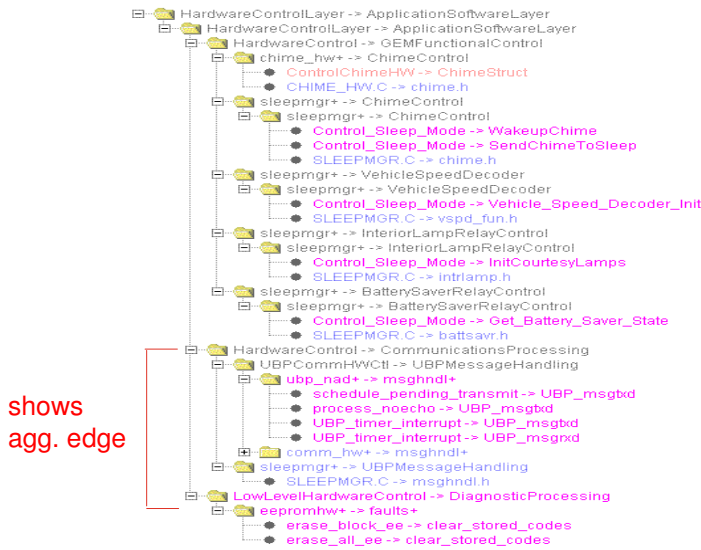 HardwareControlLayer -> ApplicationSoftwareLayer
HardwareControlLayer -> ApplicationSoftwareLayer
HardwareControl -> GEMFunctionalControl
chime_hw+ -> ChimeControl
ControlChimeHW -> ChimeStruct
CHIME_HW.C -> chime.h
sleepmgr+ -> ChimeControl
sleepmgr+ -> ChimeControl
Control_Sleep_Mode -> WakeupChime
Control_Sleep_Mode -> SendChimeToSleep
SLEEPMGR.C -> chime.h
sleepmgr+ -> VehicleSpeedDecoder
sleepmgr+ -> VehicleSpeedDecoder
Control_Sleep_Mode -> Vehicle_Speed_Decoder_Init
SLEEPMGR.C -> vspd_fun.h
sleepmgr+ -> InteriorLampRelayControl
sleepmgr+ -> InteriorLampRelayControl
Control_Sleep_Mode -> InitCourtesyLamps
SLEEPMGR.C -> intrlamp.h
sleepmgr+ -> BatterySaverRelayControl
sleepmgr+ -> BatterySaverRelayControl
Control_Sleep_Mode -> Get_Battery_Saver_State
SLEEPMGR.C -> battsavr.h
HardwareControl -> CommunicationsProcessing
UBPCommHWCtl -> UBPMessageHandling
ubp_nad+ -> msghndl+
schedule_pending_transmit -> UBP_msgtxd
process_noecho -> UBP_msgtxd
UBP_timer_interrupt -> UBP_msgtxd
UBP_timer_interrupt -> UBP_msgrxd
comm_hw+ -> msghndl+
sleepmgr+ -> UBPMessageHandling
SLEEPMGR.C -> msghndl.h
LowLevelHardwareControl -> DiagnosticProcessing
eepromhw+ -> faults+
erase_block_ee -> clear_stored_codes
erase_all_ee -> clear_stored_codes
shows
agg. edge